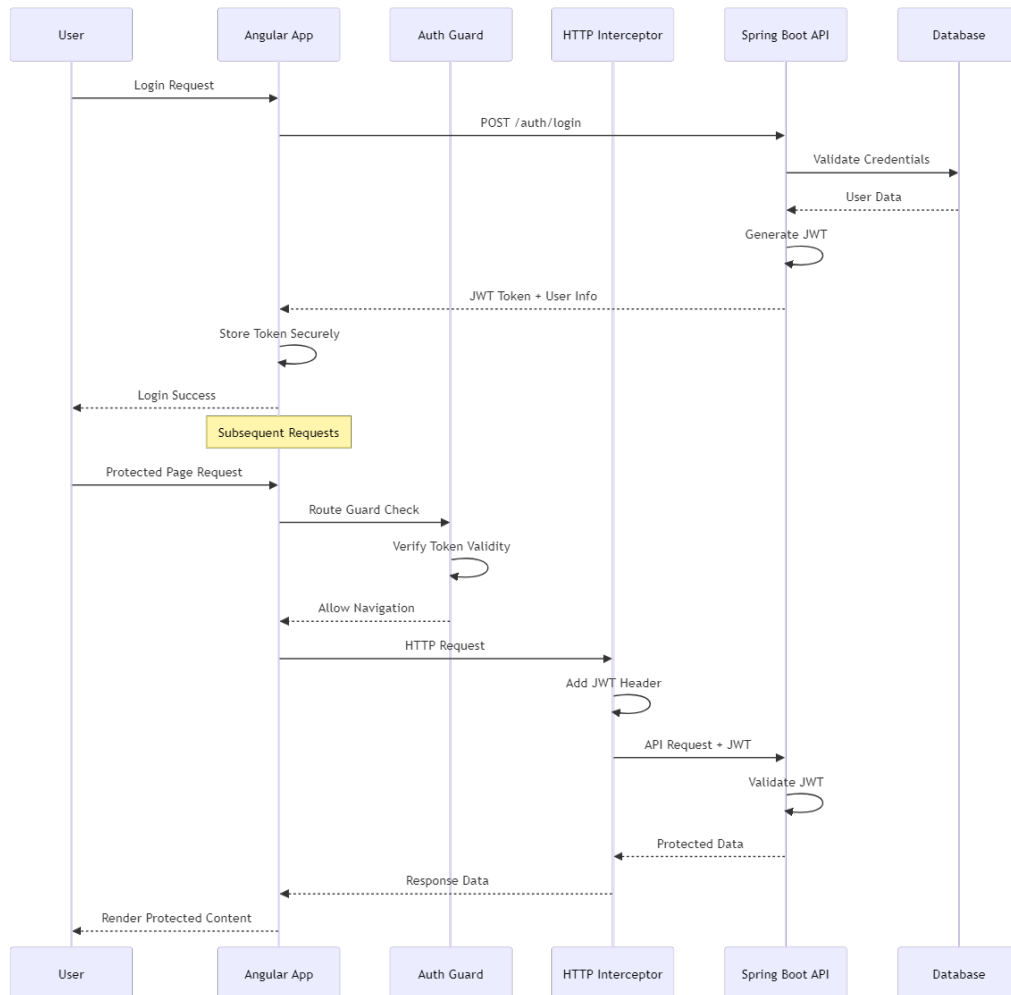 User
Angular App
Auth Guard
HTTP Interceptor
Spring Boot API
Database
Login Request
POST /auth/login
Validate Credentials
User Data
Generate JWT
JWT Token + User Info
Store Token Securely
Login Success
Subsequent Requests
Protected Page Request
Route Guard Check
Verify Token Validity
Allow Navigation
HTTP Request
Add JWT Header
API Request + JWT
Validate JWT
Protected Data
Response Data
Render Protected Content
User
Angular App
Auth Guard
HTTP Interceptor
Spring Boot API
Database